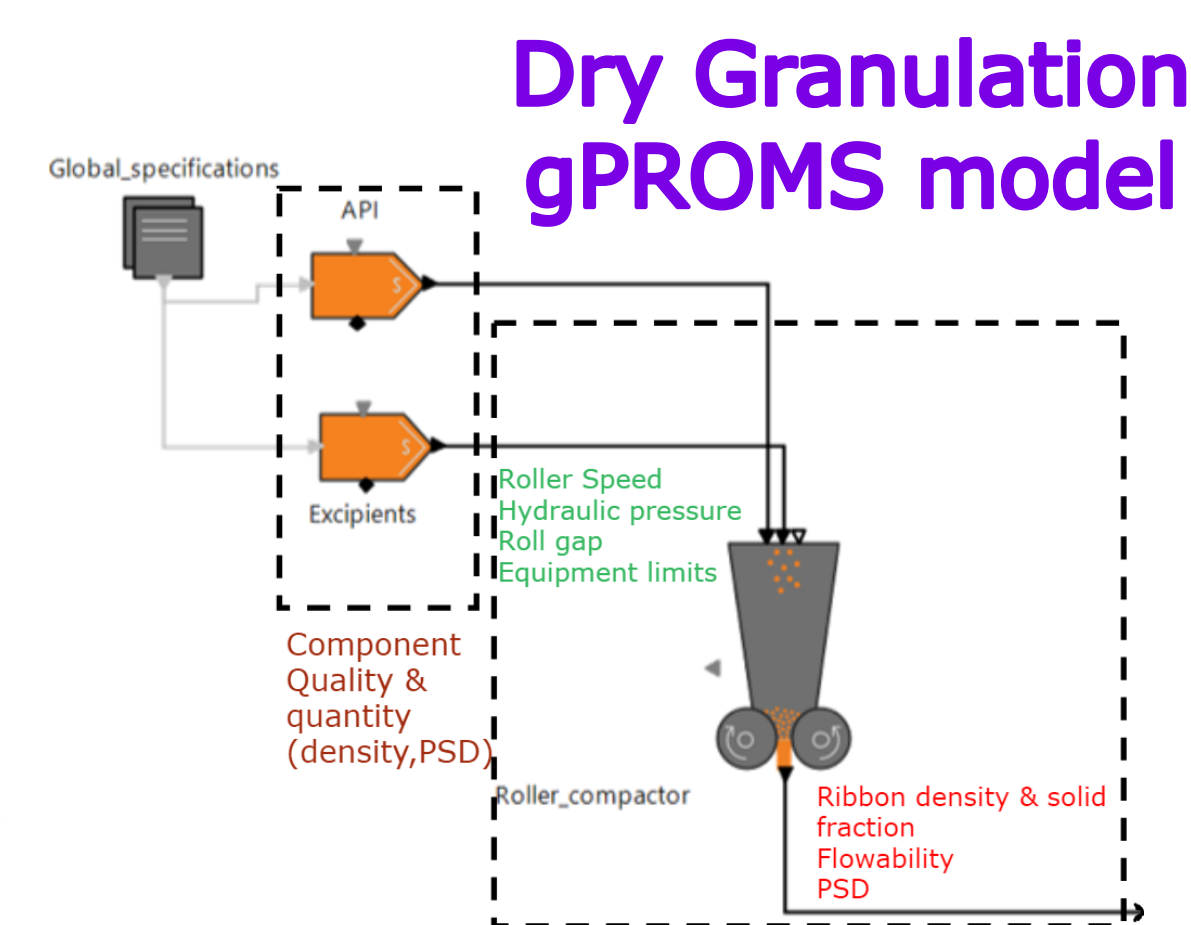 Dry Granulation
gPROMS model
Global_specifications
API
S
S
Excipients
Roller Speed
Hydraulic pressure
Roll gap
Equipment limits
Component
Quality &
quantity
(density,PSD)
Roller_compactor
Ribbon density & solid
fraction
Flowability
PSD